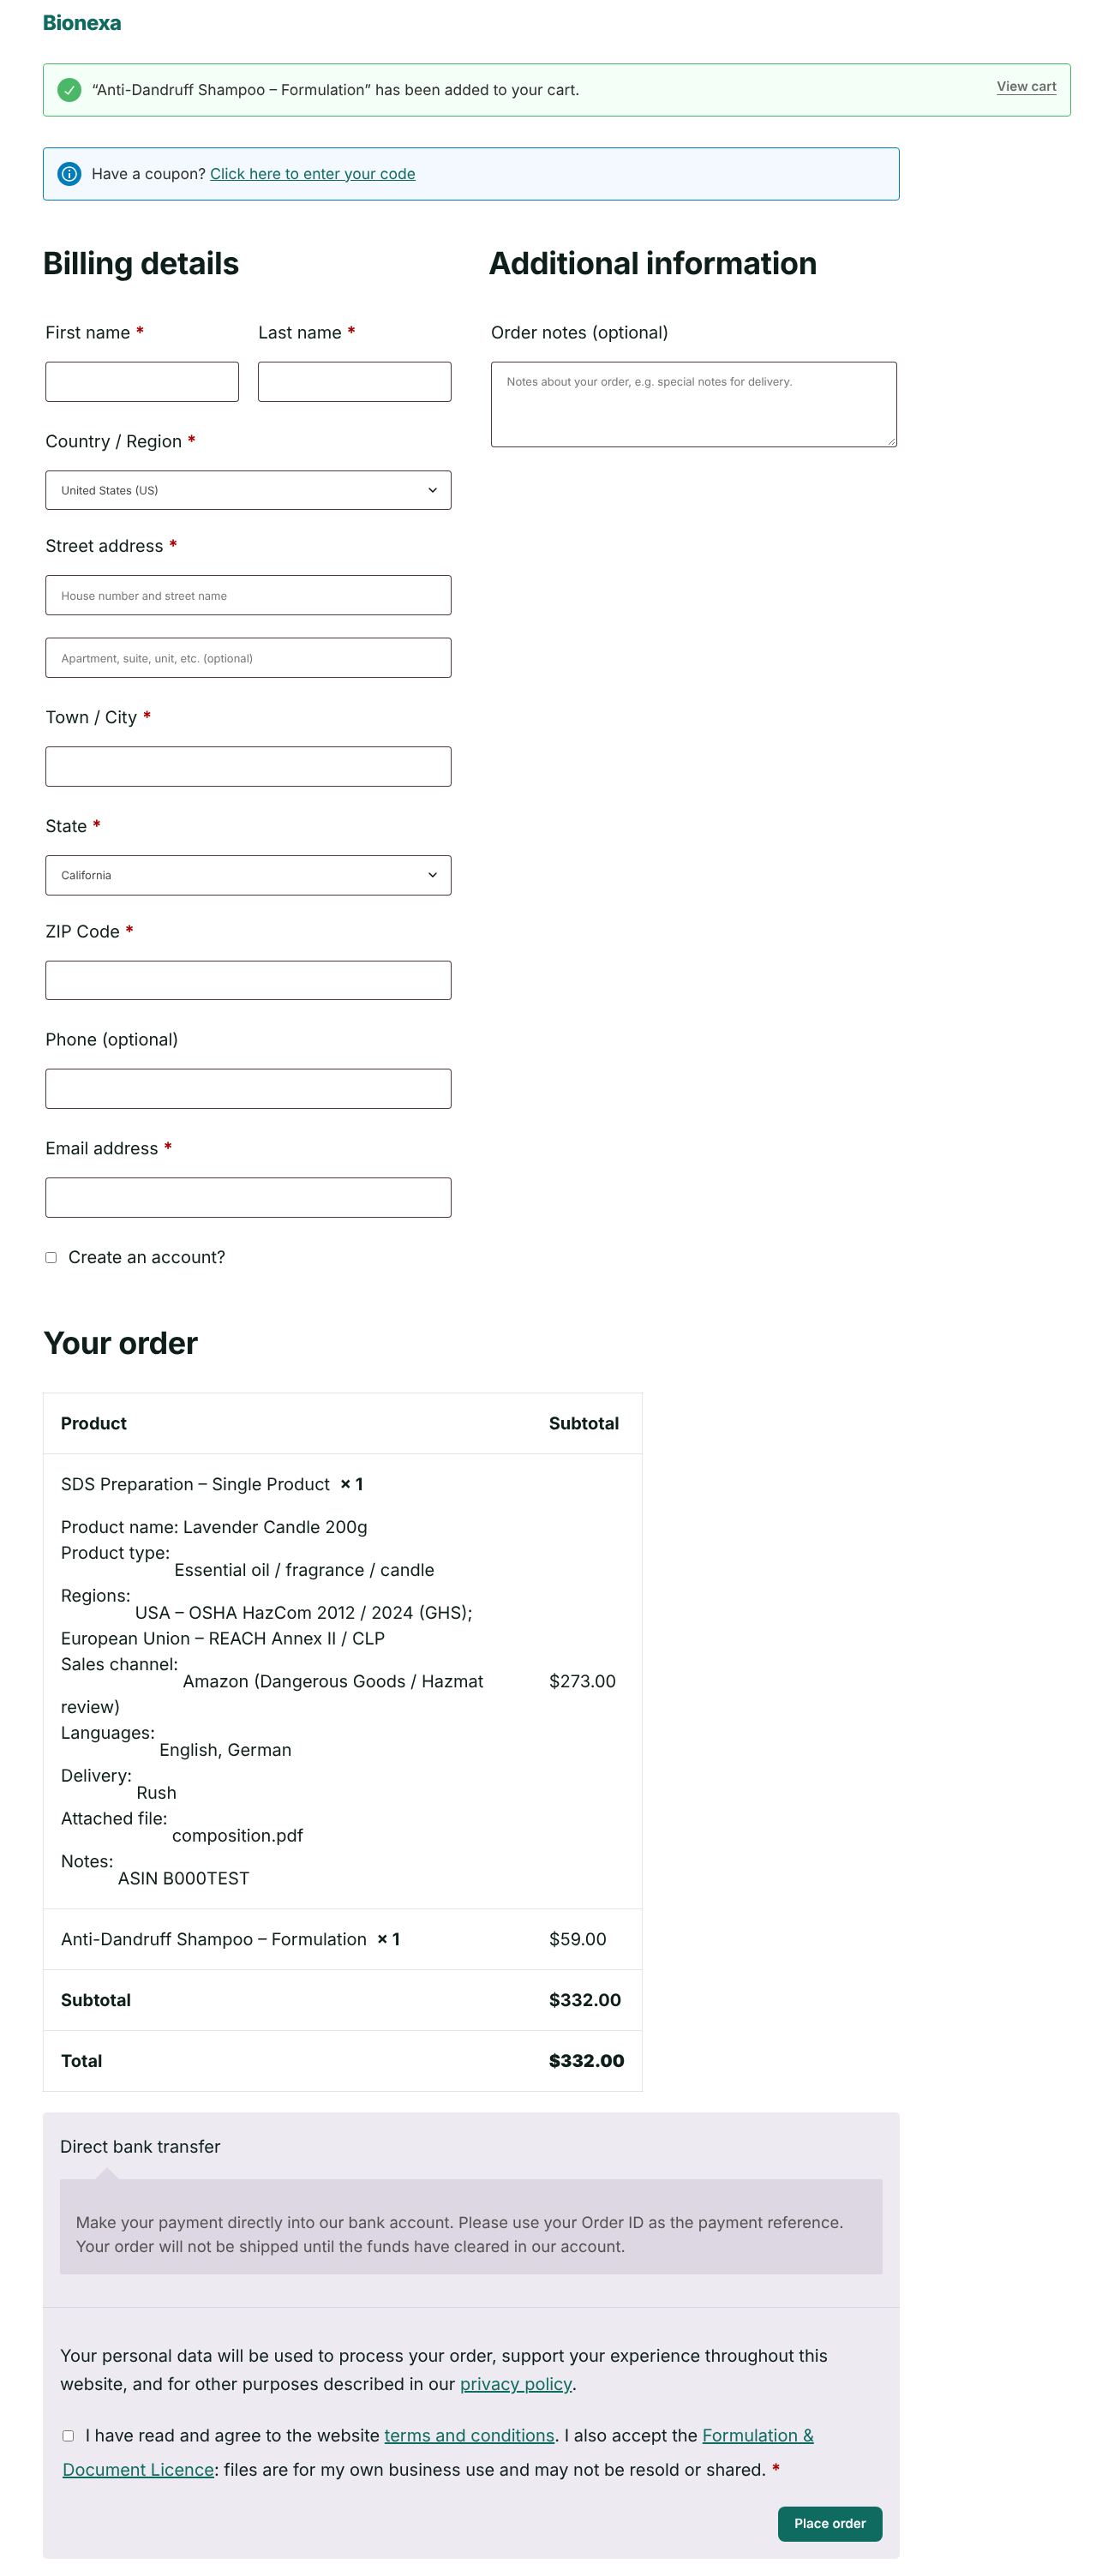 Bionexa
“Anti-Dandruff Shampoo – Formulation” has been added to your cart.
View cart
Have a coupon? Click here to enter your code
Billing details
First name *
Last name *
Country / Region *
United States (US)
Street address *
House number and street name
Apartment, suite, unit, etc. (optional)
Town / City *
State *
California
ZIP Code *
Phone (optional)
Email address *
Create an account?
Additional information
Order notes (optional)
Notes about your order, e.g. special notes for delivery.
Your order
Product
Subtotal
SDS Preparation – Single Product × 1
Product name: Lavender Candle 200g
Product type:
Essential oil / fragrance / candle
Regions:
USA – OSHA HazCom 2012 / 2024 (GHS);
European Union – REACH Annex II / CLP
Sales channel:
Amazon (Dangerous Goods / Hazmat
review)
Languages:
English, German
Delivery:
Rush
Attached file:
composition.pdf
Notes:
ASIN B000TEST
$273.00
Anti-Dandruff Shampoo – Formulation × 1
$59.00
Subtotal
$332.00
Total
$332.00
Direct bank transfer
Make your payment directly into our bank account. Please use your Order ID as the payment reference.
Your order will not be shipped until the funds have cleared in our account.
Your personal data will be used to process your order, support your experience throughout this
website, and for other purposes described in our privacy policy.
I have read and agree to the website terms and conditions. I also accept the Formulation &
Document Licence: files are for my own business use and may not be resold or shared. *
Place order